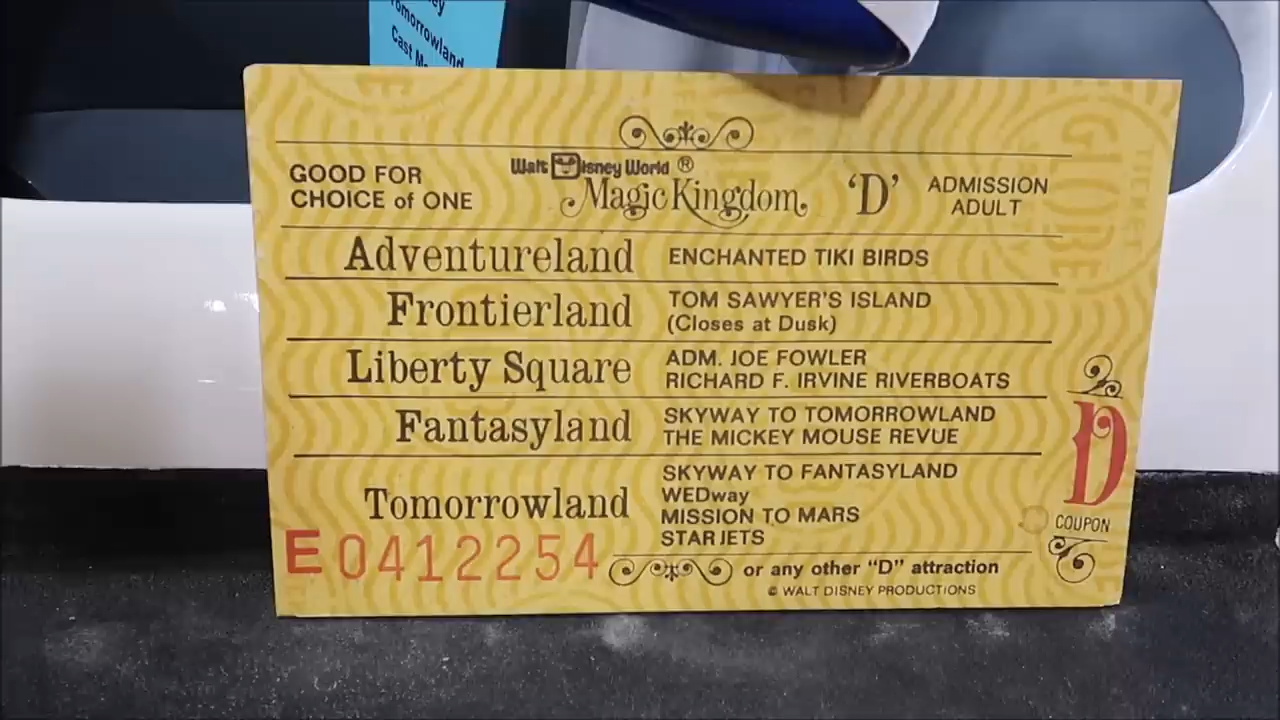 Tomorrowland
Cast
GOOD FOR
CHOICE of ONE
Walt Disney World ®
Magic Kingdom
‘D’
ADMISSION
ADULT
Adventureland
ENCHANTED TIKI BIRDS
Frontierland
TOM SAWYER'S ISLAND
(Closes at Dusk)
Liberty Square
ADM. JOE FOWLER
RICHARD F. IRVINE RIVERBOATS
Fantasyland
SKYWAY TO TOMORROWLAND
THE MICKEY MOUSE REVUE
Tomorrowland
SKYWAY TO FANTASYLAND
WEDway
MISSION TO MARS
STAR JETS
D
COUPON
E0412254
or any other "D" attraction
© WALT DISNEY PRODUCTIONS